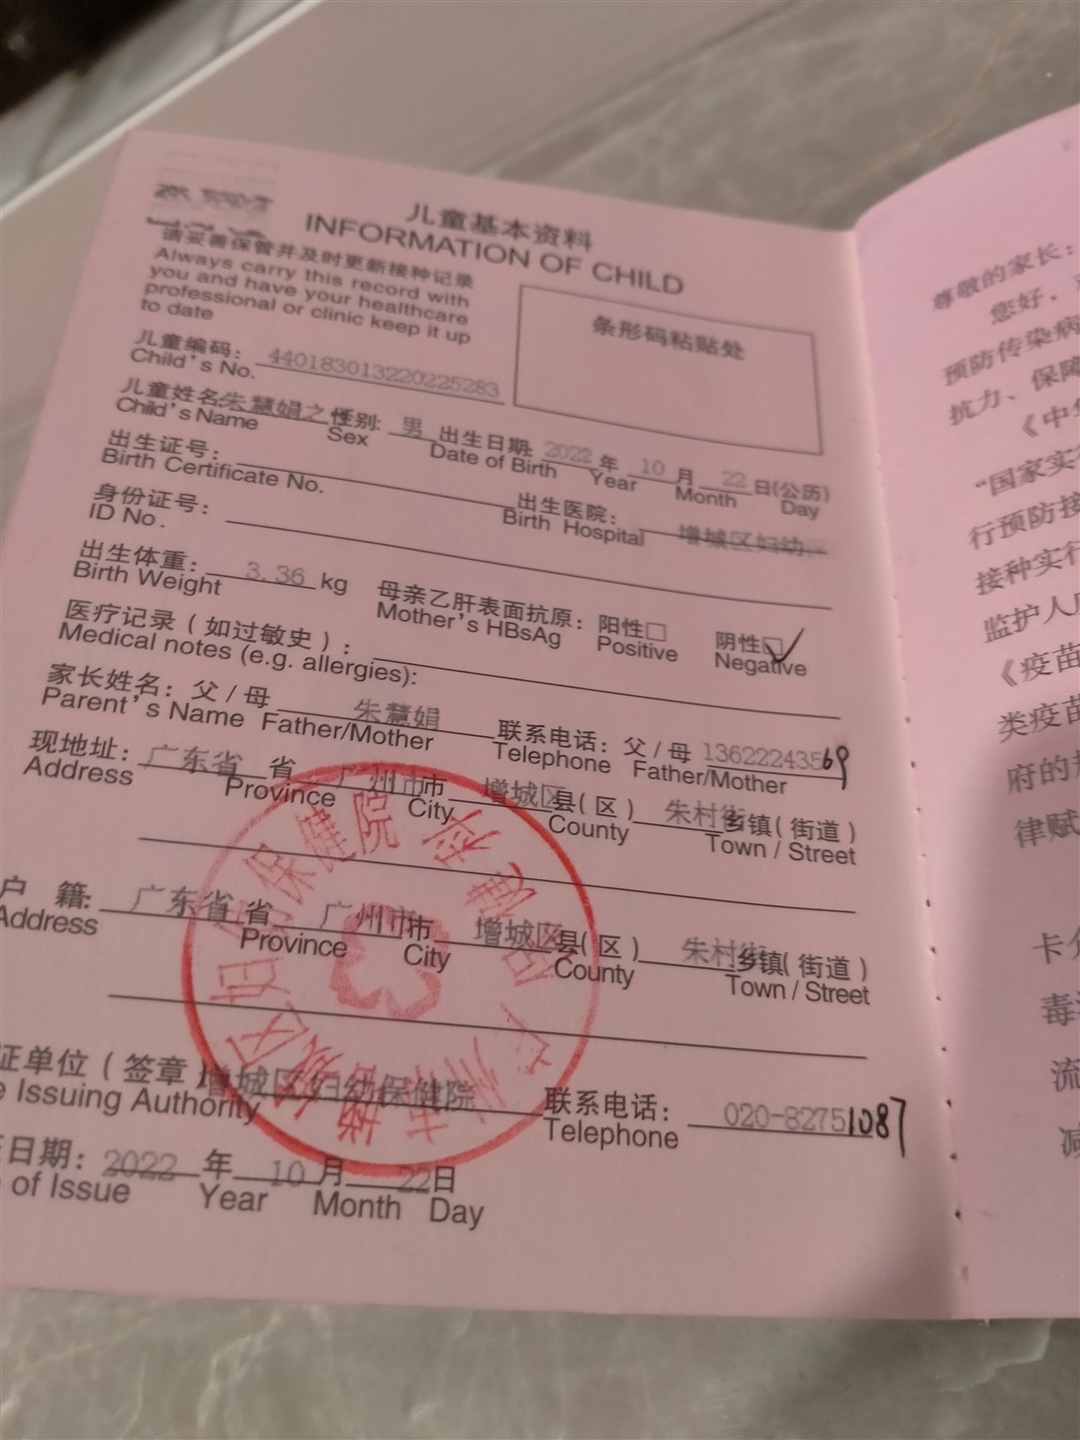 儿童基本资料
INFORMATION OF CHILD
请妥善保管并及时更新接种记录
Always carry this record with
you and have your healthcare
professional or clinic keep it up
to date
条形码粘贴处
儿童编码: 440183013220225283
Child's No.
儿童姓名 朱慧娟之 性别: 男 出生日期: 2022 年 10 月 22 日(公历)
Child's Name Sex Date of Birth Year Month Day
出生证号: 出生医院: 增城区妇幼
Birth Certificate No. Birth Hospital
身份证号:
ID No.
出生体重: 3.36 kg 母亲乙肝表面抗原: 阳性□ 阴性☑
Birth Weight Mother's HBsAg Positive Negative
医疗记录(如过敏史):
Medical notes (e.g. allergies):
家长姓名: 父/母 朱慧娟 联系电话: 父/母 13622243569
Parent's Name Father/Mother Telephone Father/Mother
现地址: 广东省 省 广州市 市 增城区 县(区) 朱村街 乡镇(街道)
Address Province City County Town / Street
户 籍: 广东省 省 广州市 市 增城区 县(区) 朱村街 乡镇(街道)
Address Province City County Town / Street
证单位(签章) 增城区妇幼保健院 联系电话: 020-82751087
Issuing Authority Telephone
日期: 2022 年 10 月 22 日
of Issue Year Month Day
广州市增城区妇幼保健院
尊敬的家长:
您好,
预防传染病
抗力、保障
《中华
“国家实
行预防接
接种实行
监护人
《疫苗
类疫苗
府的
律赋
卡
毒
流
减